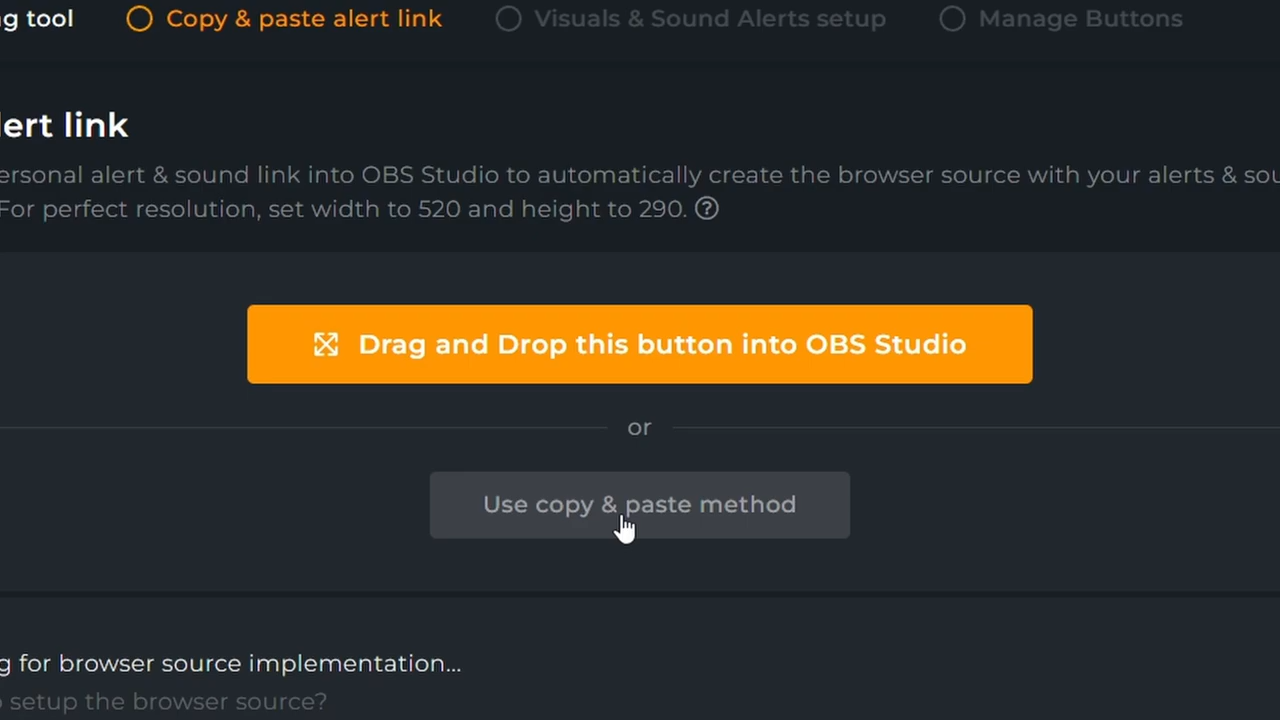 g tool Copy & paste alert link Visuals & Sound Alerts setup Manage Buttons
lert link
ersonal alert & sound link into OBS Studio to automatically create the browser source with your alerts & sou
For perfect resolution, set width to 520 and height to 290.
Drag and Drop this button into OBS Studio
or
Use copy & paste method
g for browser source implementation...
o setup the browser source?